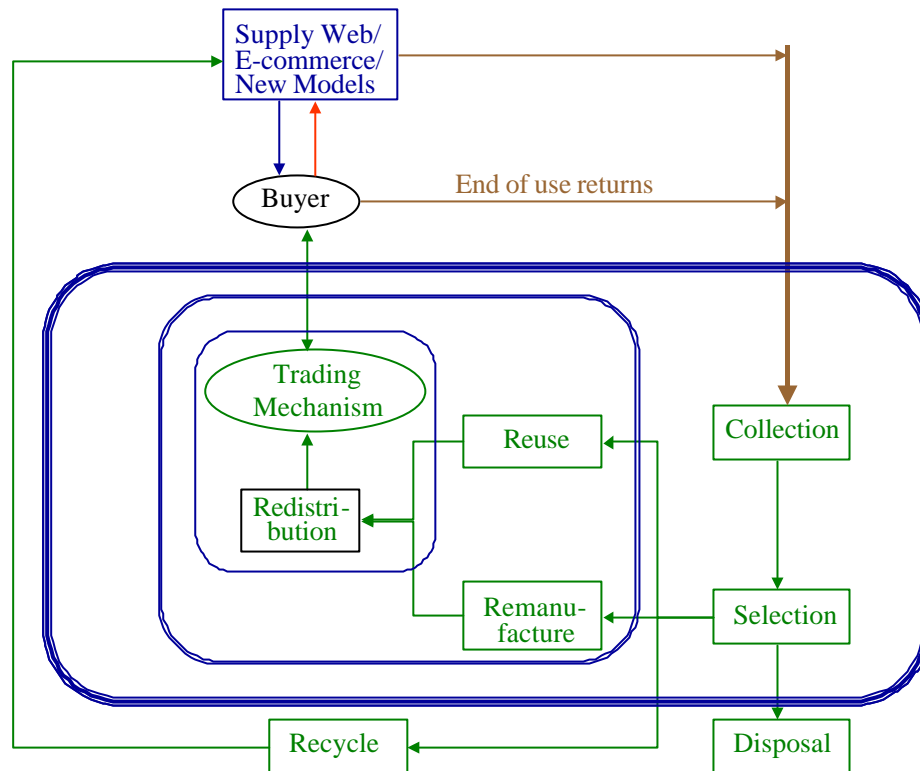 Supply Web/
E-commerce/
New Models
End of use returns
Buyer
Trading
Mechanism
Reuse
Collection
Redistri-
bution
Remanu-
facture
Selection
Recycle
Disposal